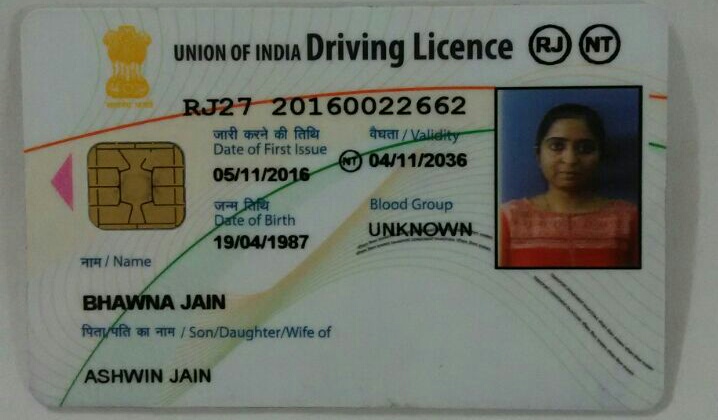 UNION OF INDIA Driving Licence RJ NT
RJ27 20160022662
जारी करने की तिथि वैधता / Validity
Date of First Issue
05/11/2016 NT 04/11/2036
जन्म तिथि Blood Group
Date of Birth
19/04/1987 UNKNOWN
नाम / Name
BHAWNA JAIN
पिता/पति का नाम / Son/Daughter/Wife of
ASHWIN JAIN